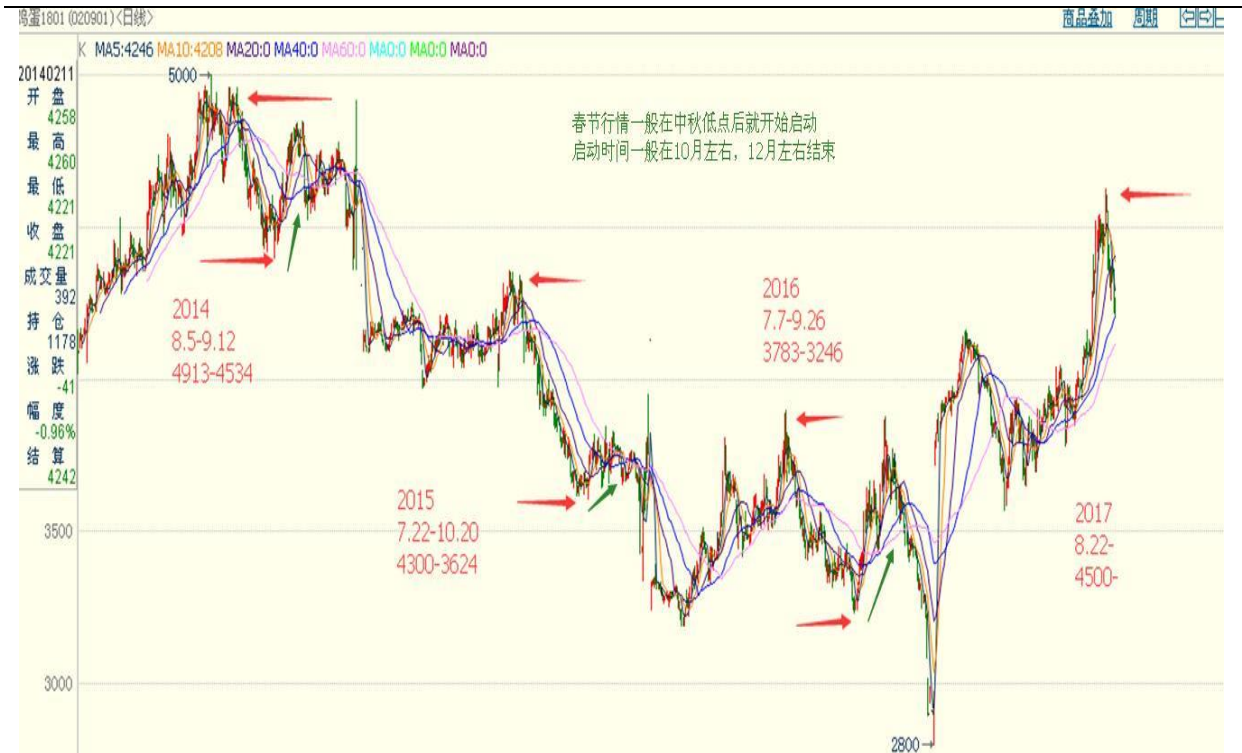 鸡蛋1801 (020901)<日线>
商品叠加 周期
K MA5:4246 MA10:4208 MA20:0 MA40:0 MA60:0 MA0:0 MA0:0 MA0:0
20140211
开 盘
4258
最 高
4260
最 低
4221
收 盘
4221
成交量
392
持 仓
1178
涨 跌
-41
幅 度
-0.96%
结 算
4242
5000
春节行情一般在中秋低点后就开始启动
启动时间一般在10月左右，12月左右结束
2014
8.5-9.12
4913-4534
2015
7.22-10.20
4300-3624
2016
7.7-9.26
3783-3246
2017
8.22-
4500-
3500
3000
2800